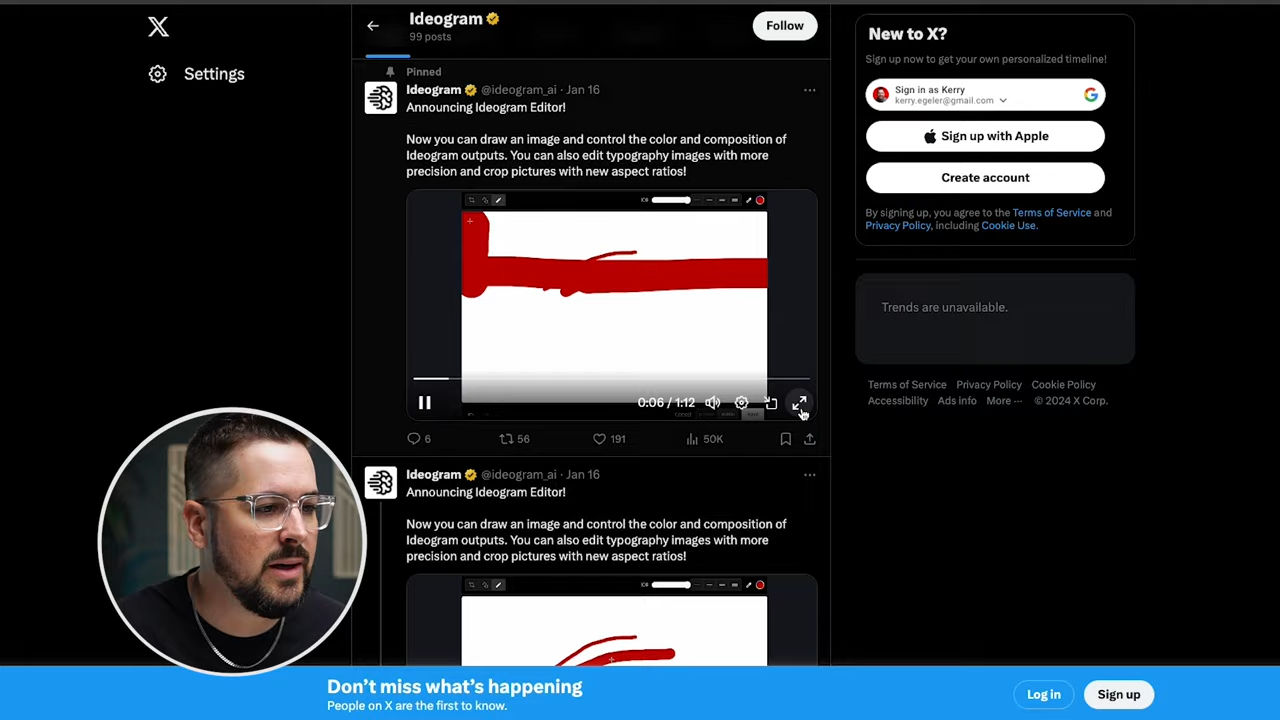 Settings
Ideogram
99 posts
Follow
Pinned
Ideogram @ideogram_ai · Jan 16
Announcing Ideogram Editor!
Now you can draw an image and control the color and composition of
Ideogram outputs. You can also edit typography images with more
precision and crop pictures with new aspect ratios!
0:06 / 1:12
6
56
191
50K
Ideogram @ideogram_ai · Jan 16
Announcing Ideogram Editor!
Now you can draw an image and control the color and composition of
Ideogram outputs. You can also edit typography images with more
precision and crop pictures with new aspect ratios!
New to X?
Sign up now to get your own personalized timeline!
Sign in as Kerry
kerry.egeler@gmail.com
Sign up with Apple
Create account
By signing up, you agree to the Terms of Service and
Privacy Policy, including Cookie Use.
Trends are unavailable.
Terms of Service Privacy Policy Cookie Policy
Accessibility Ads info More ··· © 2024 X Corp.
Don't miss what's happening
People on X are the first to know.
Log in
Sign up